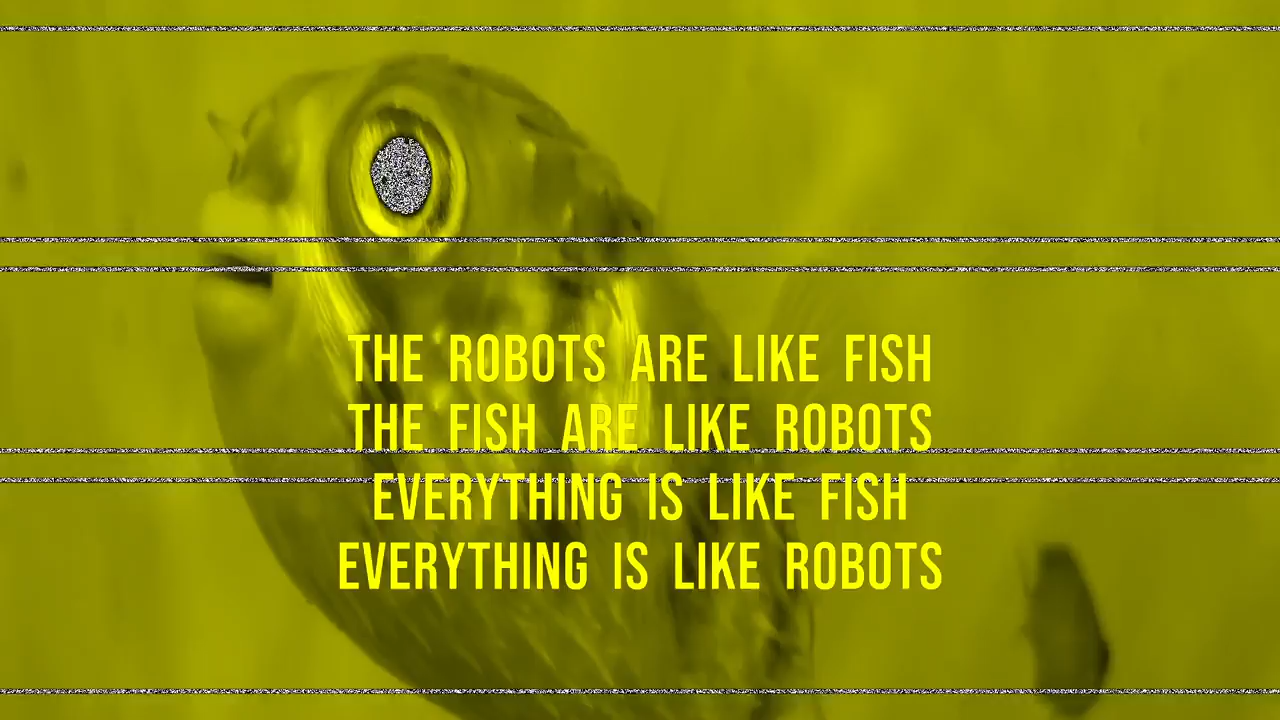 THE ROBOTS ARE LIKE FISH
THE FISH ARE LIKE ROBOTS
EVERYTHING IS LIKE FISH
EVERYTHING IS LIKE ROBOTS